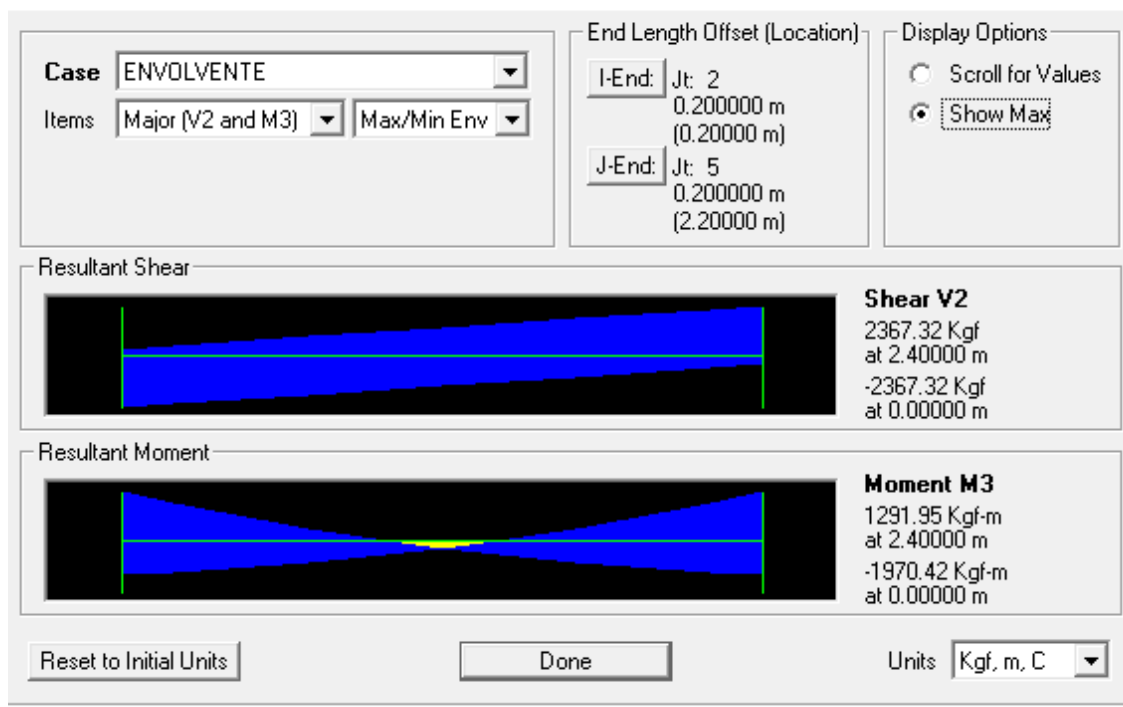 Case ENVOLVENTE
Items Major (V2 and M3) Max/Min Env
End Length Offset (Location)
I-End: Jt: 2
0.200000 m
(0.20000 m)
J-End: Jt: 5
0.200000 m
(2.20000 m)
Display Options
Scroll for Values
Show Max
Resultant Shear
Shear V2
2367.32 Kgf
at 2.40000 m
-2367.32 Kgf
at 0.00000 m
Resultant Moment
Moment M3
1291.95 Kgf-m
at 2.40000 m
-1970.42 Kgf-m
at 0.00000 m
Reset to Initial Units
Done
Units Kgf, m, C